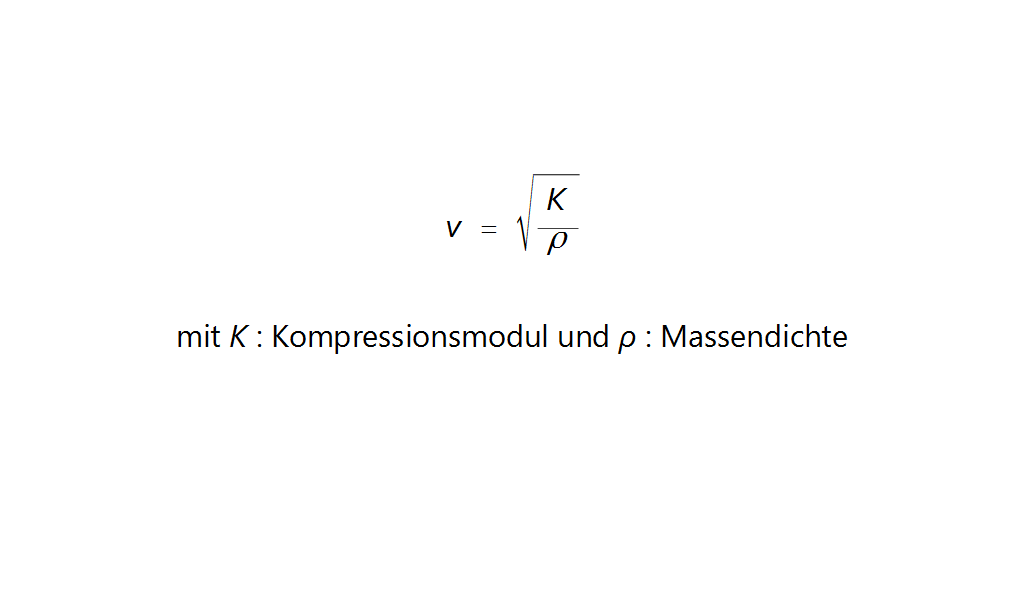 v = √(K/ρ)
mit K : Kompressionsmodul und ρ : Massendichte